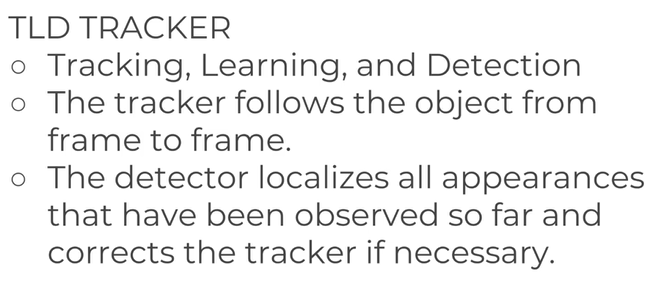 TLD TRACKER
○ Tracking, Learning, and Detection
○ The tracker follows the object from
frame to frame.
○ The detector localizes all appearances
that have been observed so far and
corrects the tracker if necessary.